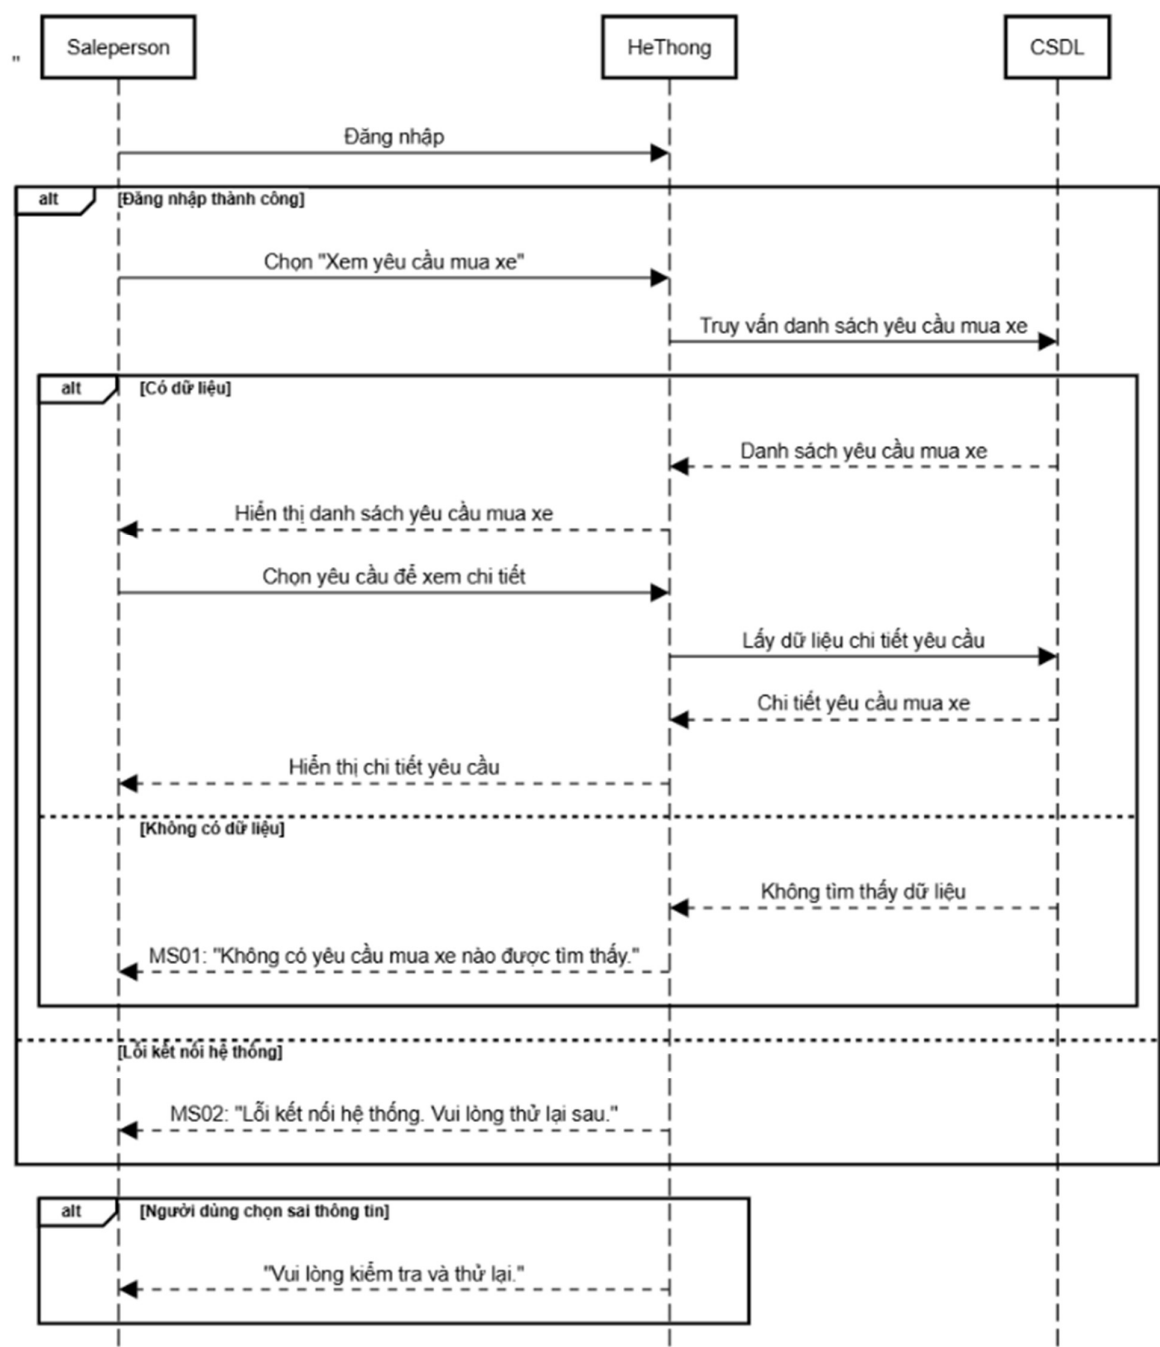 "
Saleperson
HeThong
CSDL
Đăng nhập
alt
[Đăng nhập thành công]
Chọn "Xem yêu cầu mua xe"
Truy vấn danh sách yêu cầu mua xe
alt
[Có dữ liệu]
Danh sách yêu cầu mua xe
Hiển thị danh sách yêu cầu mua xe
Chọn yêu cầu để xem chi tiết
Lấy dữ liệu chi tiết yêu cầu
Chi tiết yêu cầu mua xe
Hiển thị chi tiết yêu cầu
[Không có dữ liệu]
Không tìm thấy dữ liệu
MS01: "Không có yêu cầu mua xe nào được tìm thấy."
[Lỗi kết nối hệ thống]
MS02: "Lỗi kết nối hệ thống. Vui lòng thử lại sau."
alt
[Người dùng chọn sai thông tin]
"Vui lòng kiểm tra và thử lại."